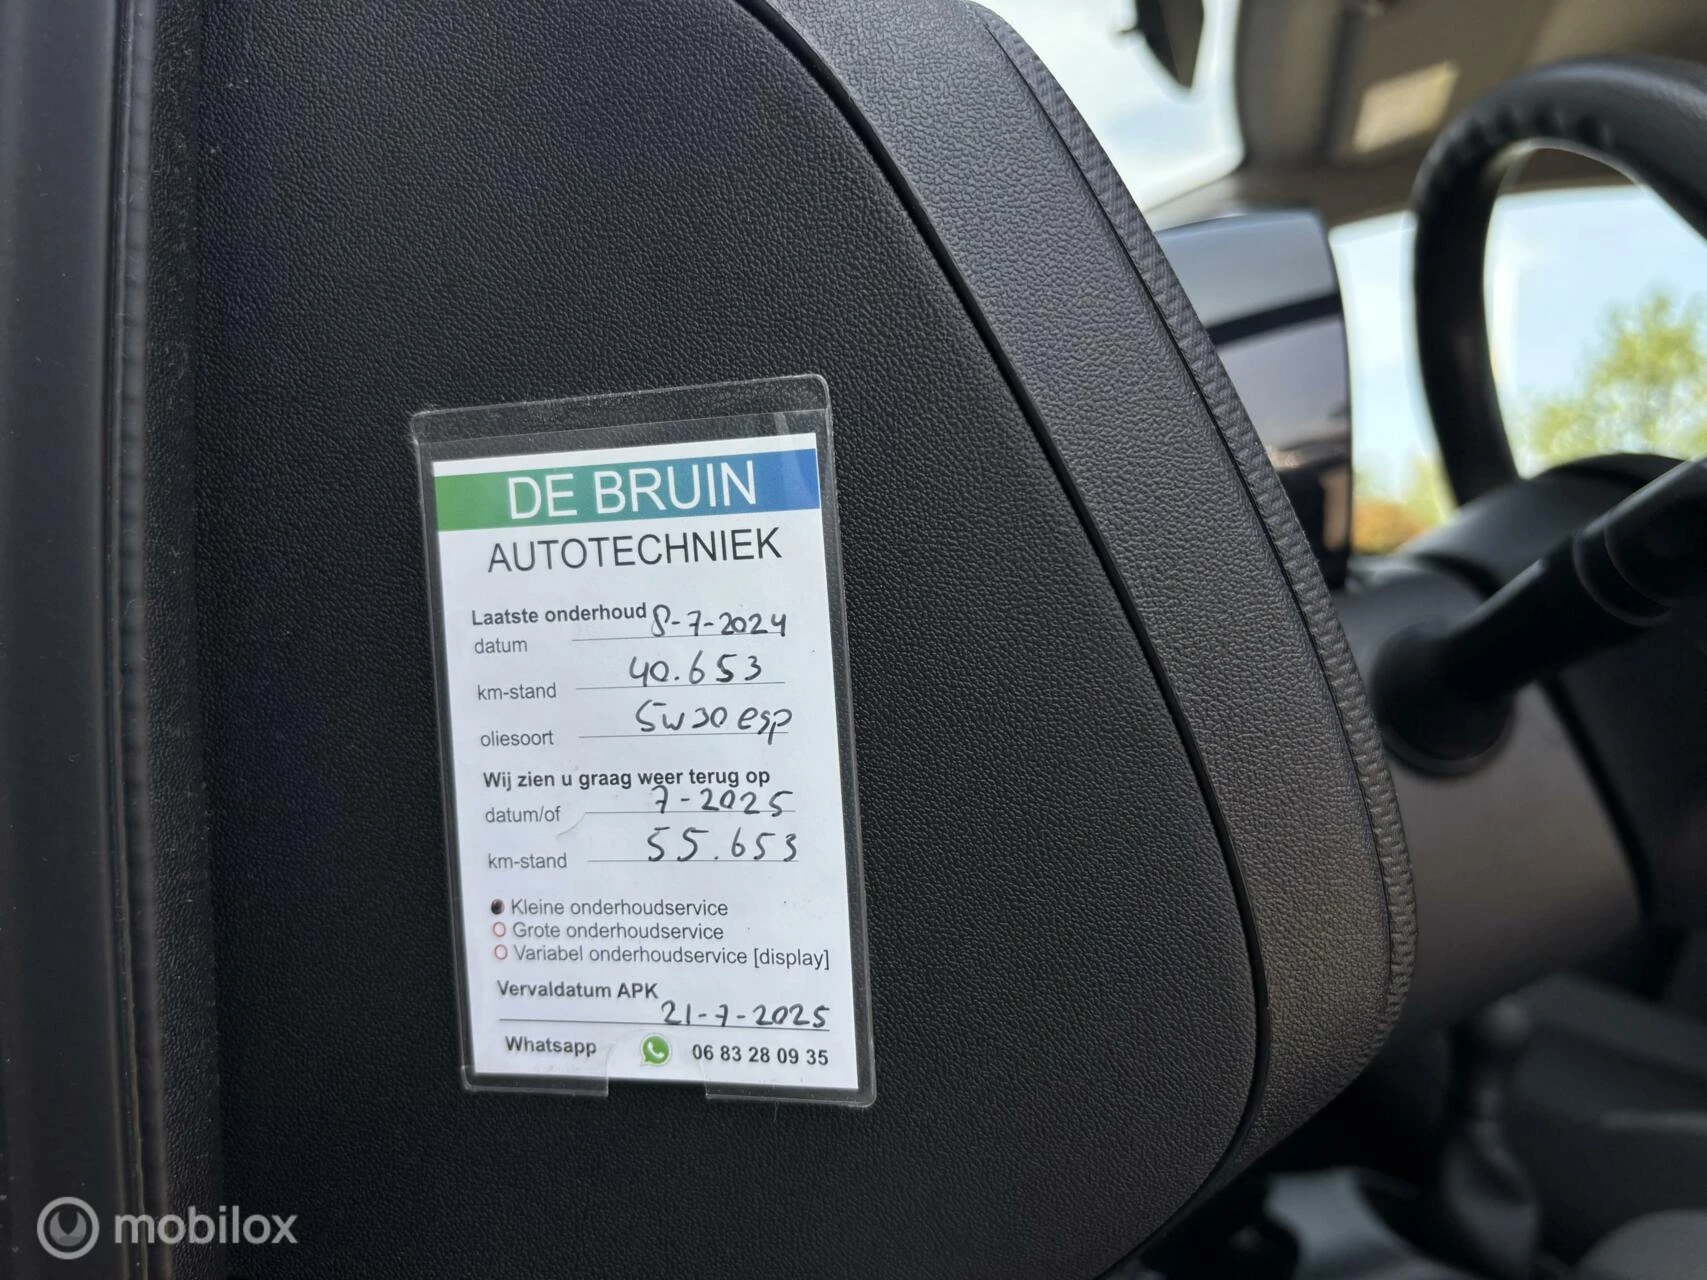 DE BRUIN
AUTOTECHNIEK
Laatste onderhoud
datum 8-7-2024
km-stand 40.653
oliesoort 5w30 esp
Wij zien u graag weer terug op
datum/of 7-2025
km-stand 55.653
Kleine onderhoudservice
Grote onderhoudservice
Variabel onderhoudservice [display]
Vervaldatum APK
21-7-2025
Whatsapp 06 83 28 09 35
mobilox